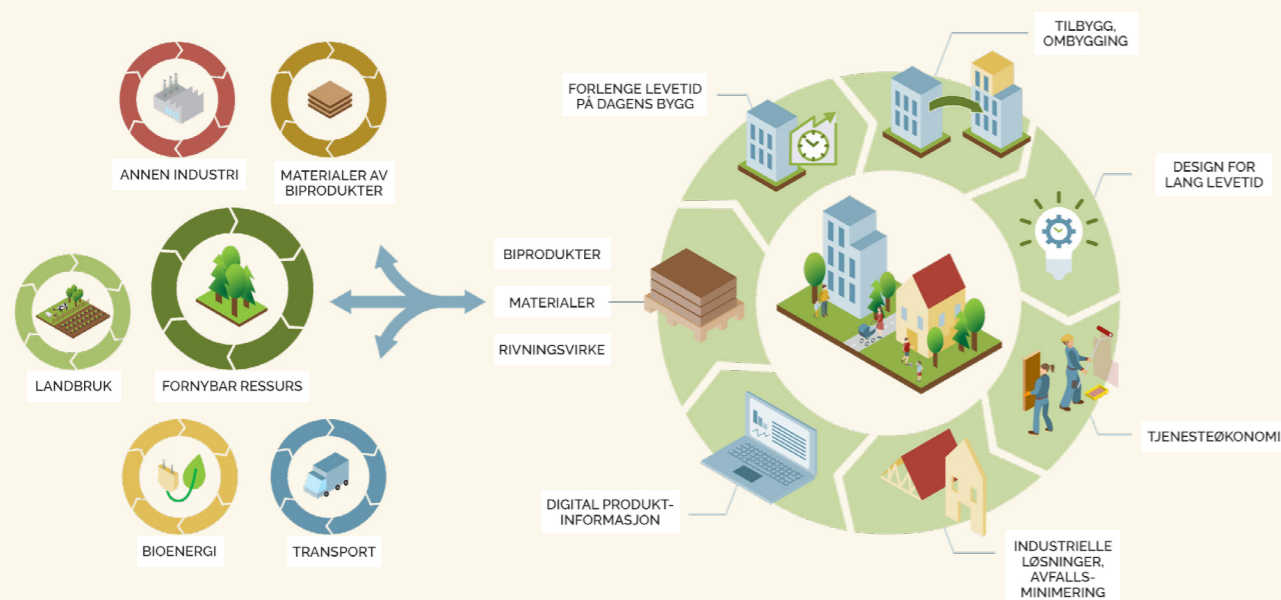 ANNEN INDUSTRI
MATERIALER AV
BIPRODUKTER
LANDBRUK
FORNYBAR RESSURS
BIOENERGI
TRANSPORT
BIPRODUKTER
MATERIALER
RIVNINGSVIRKE
FORLENGE LEVETID
PÅ DAGENS BYGG
TILBYGG,
OMBYGGING
DESIGN FOR
LANG LEVETID
TJENESTEØKONOMI
INDUSTRIELLE
LØSNINGER,
AVFALLS-
MINIMERING
DIGITAL PRODUKT-
INFORMASJON